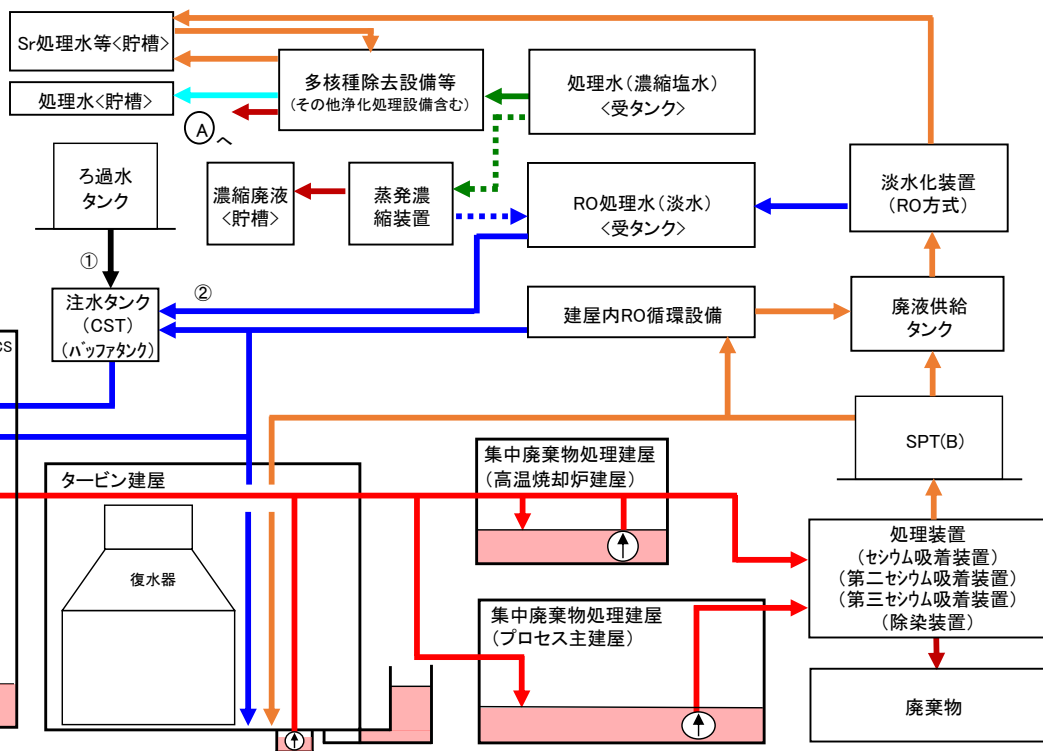 Sr処理水等<貯槽>
処理水<貯槽>
多核種除去設備等
(その他浄化処理設備含む)
処理水(濃縮塩水)
<受タンク>
Aへ
ろ過水
タンク
濃縮廃液
<貯槽>
蒸発濃
縮装置
RO処理水(淡水)
<受タンク>
淡水化装置
(RO方式)
①
②
注水タンク
(CST)
(バッファタンク)
建屋内RO循環設備
廃液供給
タンク
CS
SPT(B)
タービン建屋
復水器
集中廃棄物処理建屋
(高温焼却炉建屋)
集中廃棄物処理建屋
(プロセス主建屋)
処理装置
(セシウム吸着装置)
(第二セシウム吸着装置)
(第三セシウム吸着装置)
(除染装置)
廃棄物